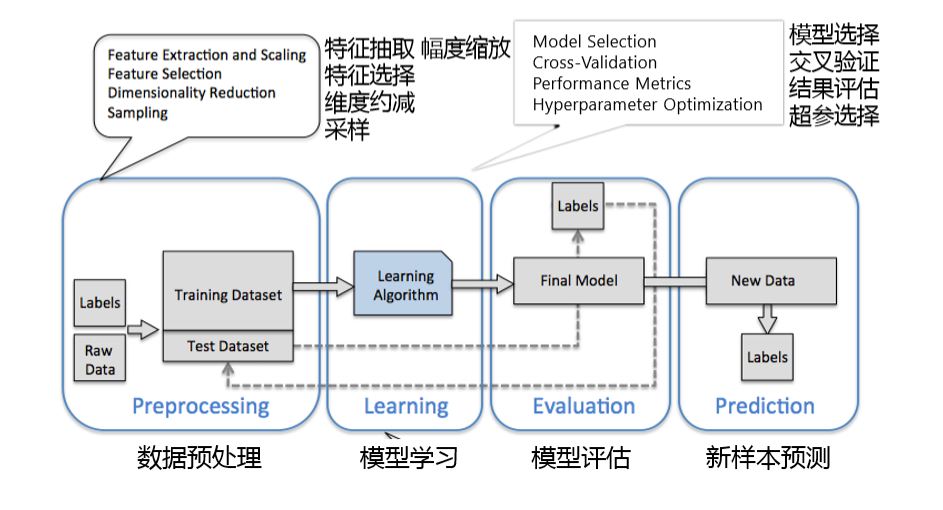 Feature Extraction and Scaling
Feature Selection
Dimensionality Reduction
Sampling
特征抽取 幅度缩放
特征选择
维度约减
采样
Model Selection
Cross-Validation
Performance Metrics
Hyperparameter Optimization
模型选择
交叉验证
结果评估
超参选择
Labels
Raw
Data
Training Dataset
Test Dataset
Preprocessing
Learning
Algorithm
Learning
Labels
Final Model
Evaluation
New Data
Labels
Prediction
数据预处理
模型学习
模型评估
新样本预测